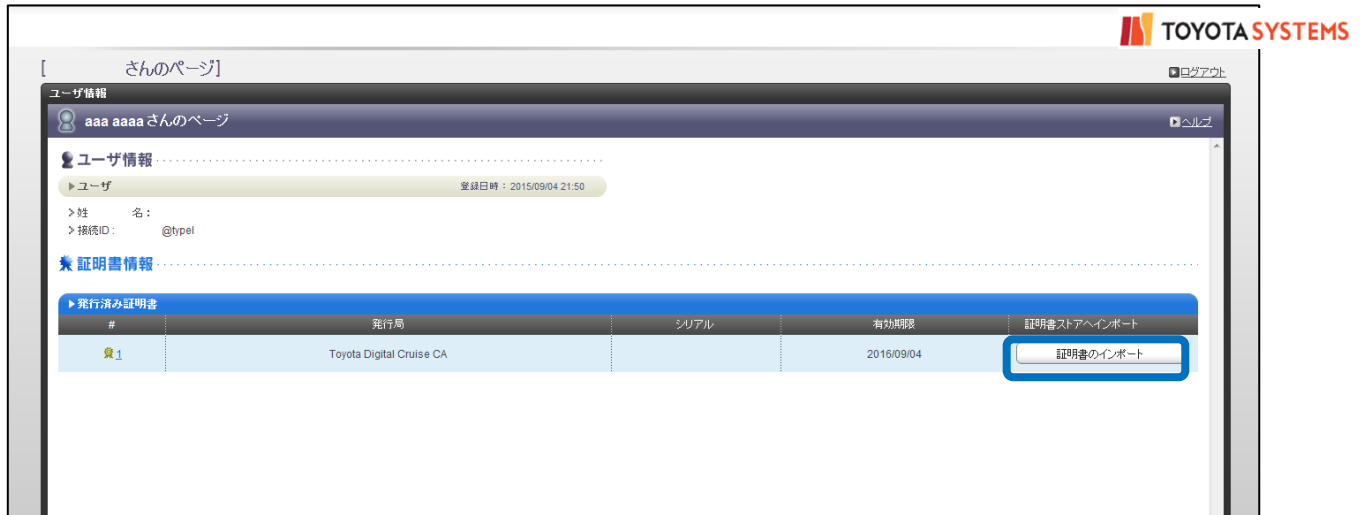 TOYOTA SYSTEMS
[ さんのページ]
ログアウト
ユーザ情報
aaa aaaaさんのページ
ヘルプ
ユーザ情報
ユーザ 登録日時：2015/09/04 21:50
>姓 名：
>接続ID： @typeI
証明書情報
発行済み証明書
# 発行局 シリアル 有効期限 証明書ストアへインポート
1 Toyota Digital Cruise CA 2016/09/04 証明書のインポート